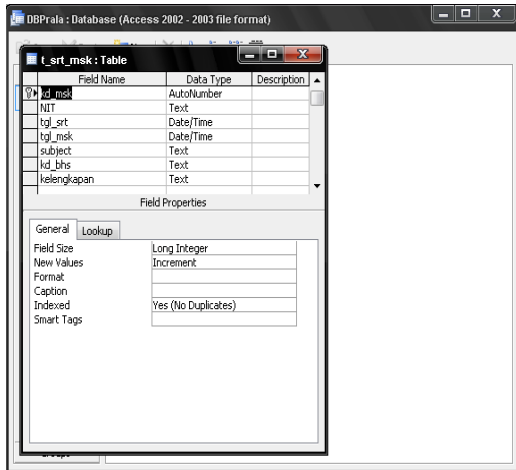 DBPrala : Database (Access 2002 - 2003 file format)
t_srt_msk : Table
Field Name Data Type Description
kd_msk AutoNumber
NIT Text
tgl_srt Date/Time
tgl_msk Date/Time
subject Text
kd_bhs Text
kelengkapan Text
Field Properties
General Lookup
Field Size Long Integer
New Values Increment
Format
Caption
Indexed Yes (No Duplicates)
Smart Tags